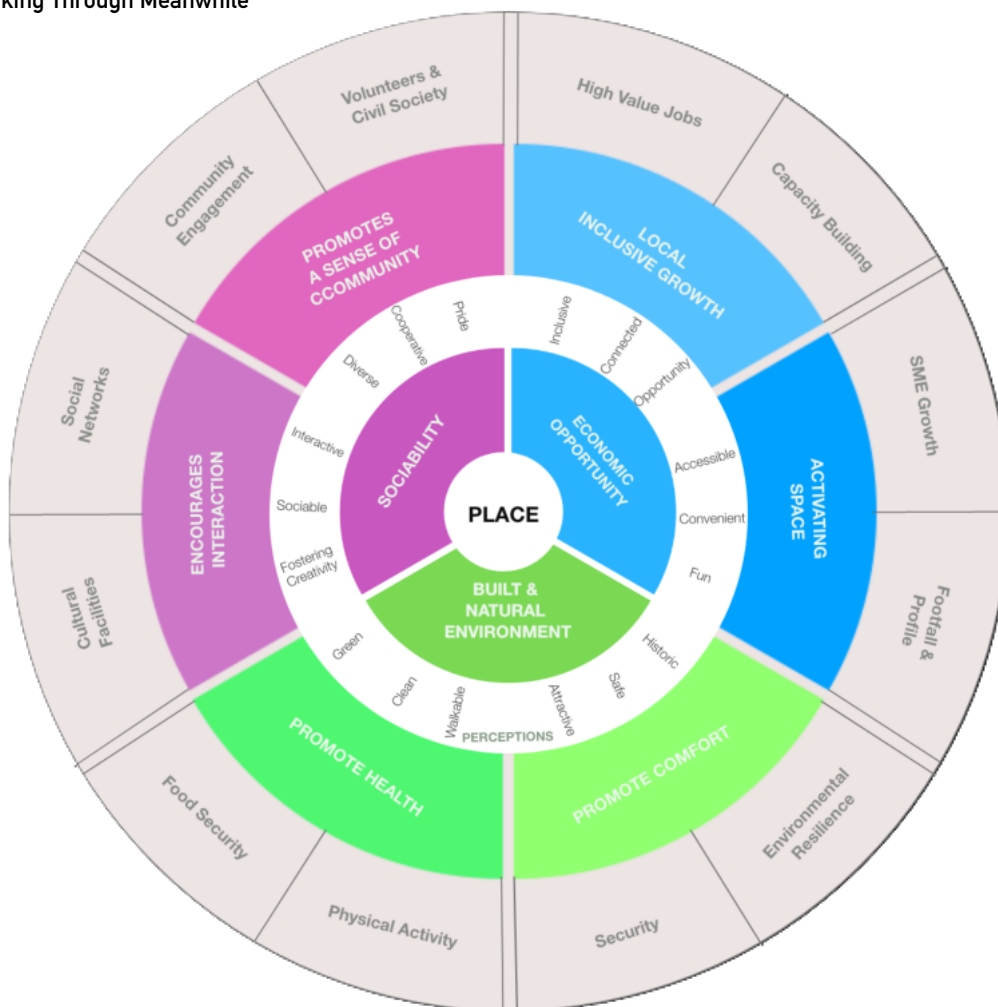 king Through Meanwhile
Volunteers &
Civil Society
High Value Jobs
Community
Engagement
Capacity Building
PROMOTES
A SENSE OF
CCOMMUNITY
LOCAL
INCLUSIVE GROWTH
Social
Networks
SME Growth
Diverse
Cooperative
Pride
Inclusive
Connected
Opportunity
ENCOURAGES
INTERACTION
Interactive
Sociable
Fostering
Creativity
SOCIABILITY
ECONOMIC
OPPORTUNITY
Accessible
Convenient
Fun
ACTIVATING
SPACE
PLACE
BUILT &
NATURAL
ENVIRONMENT
Cultural
Facilities
Footfall &
Profile
Green
Clean
Walkable
Attractive
Safe
Historic
PERCEPTIONS
PROMOTE HEALTH
PROMOTE COMFORT
Food Security
Environmental
Resilience
Physical Activity
Security